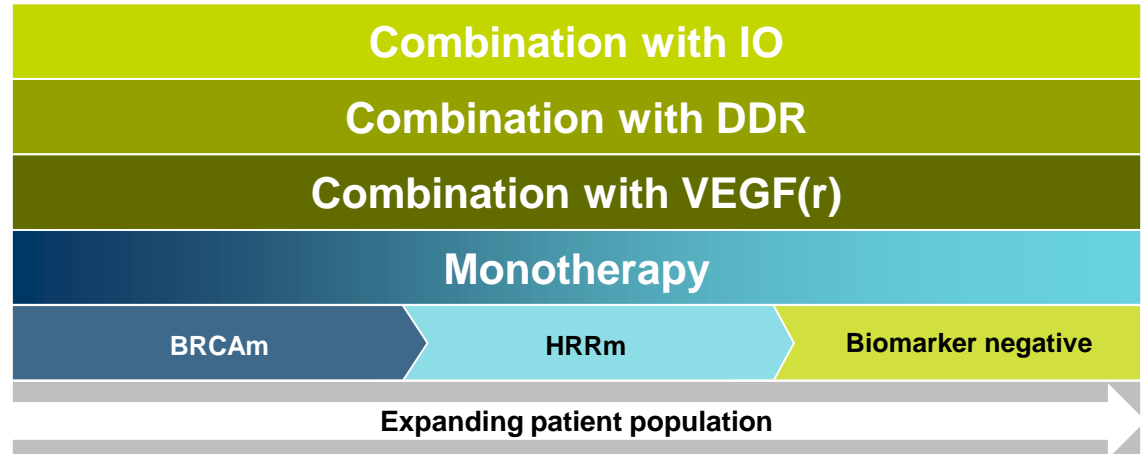 Combination with IO
Combination with DDR
Combination with VEGF(r)
Monotherapy
BRCAm
HRRm
Biomarker negative
Expanding patient population